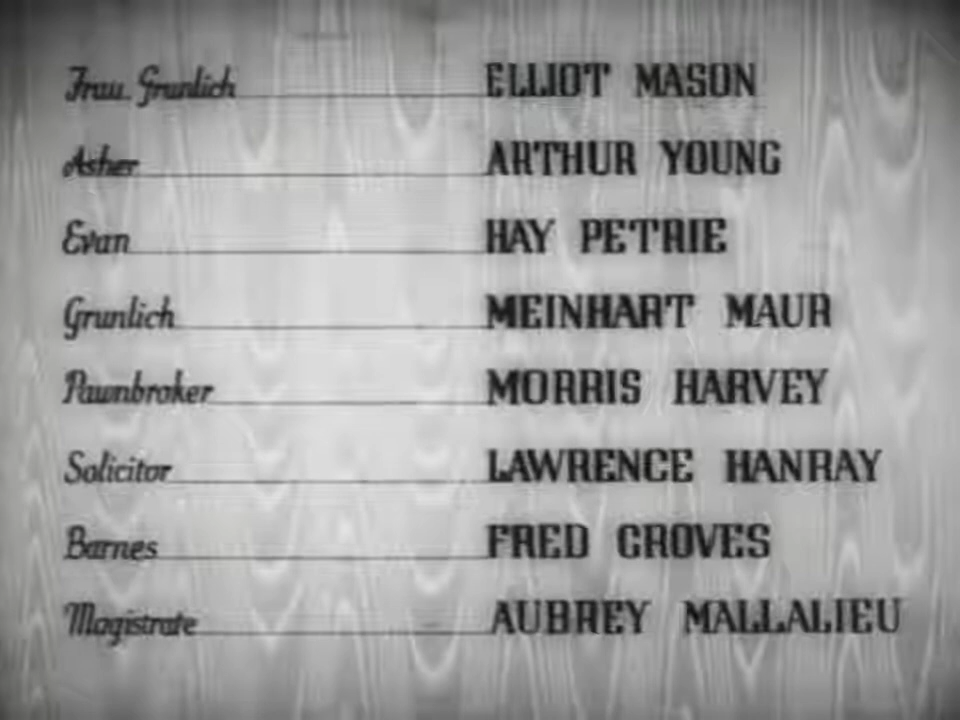 Frau Grunlich ELLIOT MASON
Asher ARTHUR YOUNG
Evan HAY PETRIE
Grunlich MEINHART MAUR
Pawnbroker MORRIS HARVEY
Solicitor LAWRENCE HANRAY
Barnes FRED GROVES
Magistrate AUBREY MALLALIEU